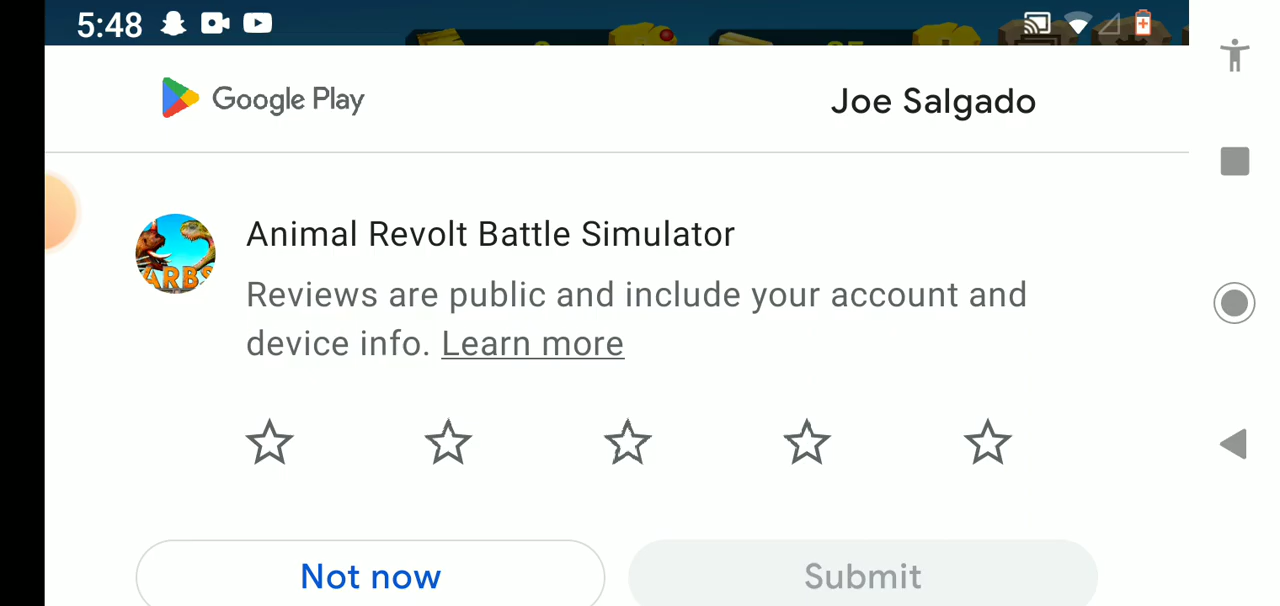 5:48
Google Play
Joe Salgado
ARBS
Animal Revolt Battle Simulator
Reviews are public and include your account and
device info. Learn more
Not now
Submit